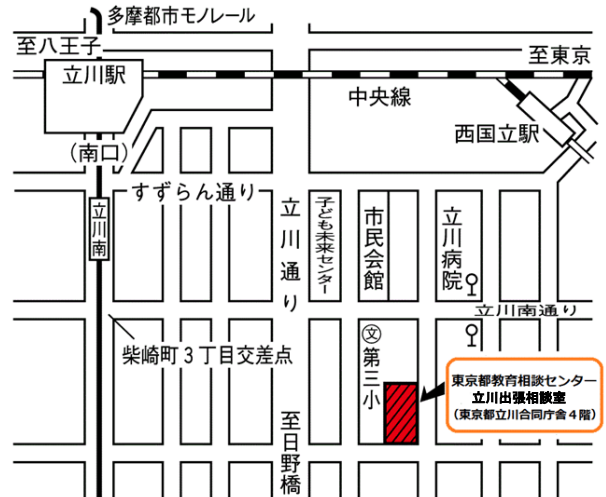 多摩都市モノレール
至八王子
至東京
立川駅
中央線
西国立駅
(南口)
すずらん通り
立川南
立川通り
子ども未来センター
市民会館
立川病院
立川南通り
柴崎町3丁目交差点
文
第三小
東京都教育相談センター
立川出張相談室
(東京都立川合同庁舎4階)
至日野橋